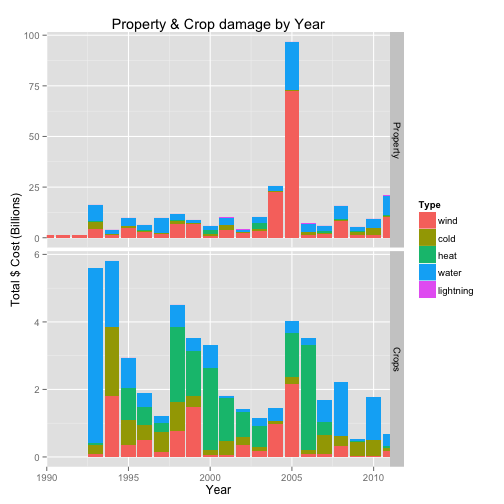 Property & Crop damage by Year
100
75
50
25
0
Property
6
4
2
0
Crops
1990
1995
2000
2005
2010
Year
Total $ Cost (Billions)
Type
wind
cold
heat
water
lightning